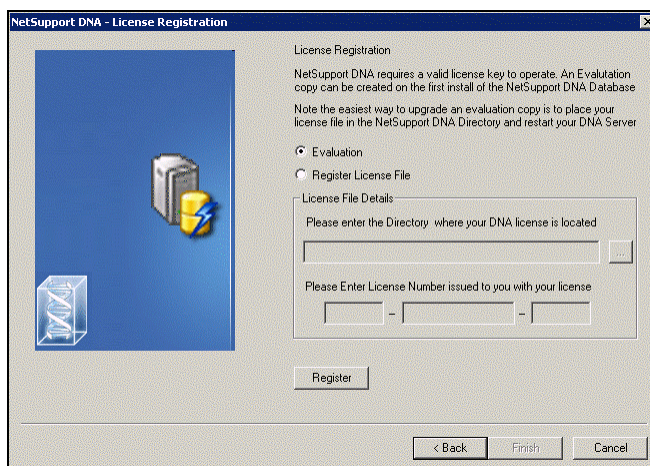 NetSupport DNA - License Registration
License Registration
NetSupport DNA requires a valid license key to operate. An Evalutation
copy can be created on the first install of the NetSupport DNA Database
Note the easiest way to upgrade an evaluation copy is to place your
license file in the NetSupport DNA Directory and restart your DNA Server
Evaluation
Register License File
License File Details
Please enter the Directory where your DNA license is located
...
Please Enter License Number issued to you with your license
– –
Register
< Back Finish Cancel